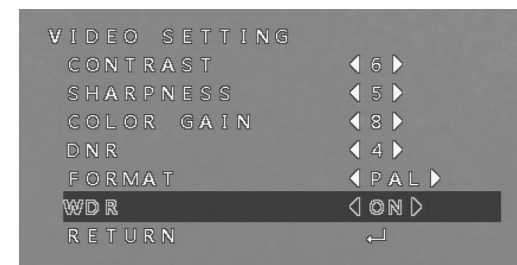 VIDEO SETTING
CONTRAST 6
SHARPNESS 5
COLOR GAIN 8
DNR 4
FORMAT PAL
WDR ON
RETURN